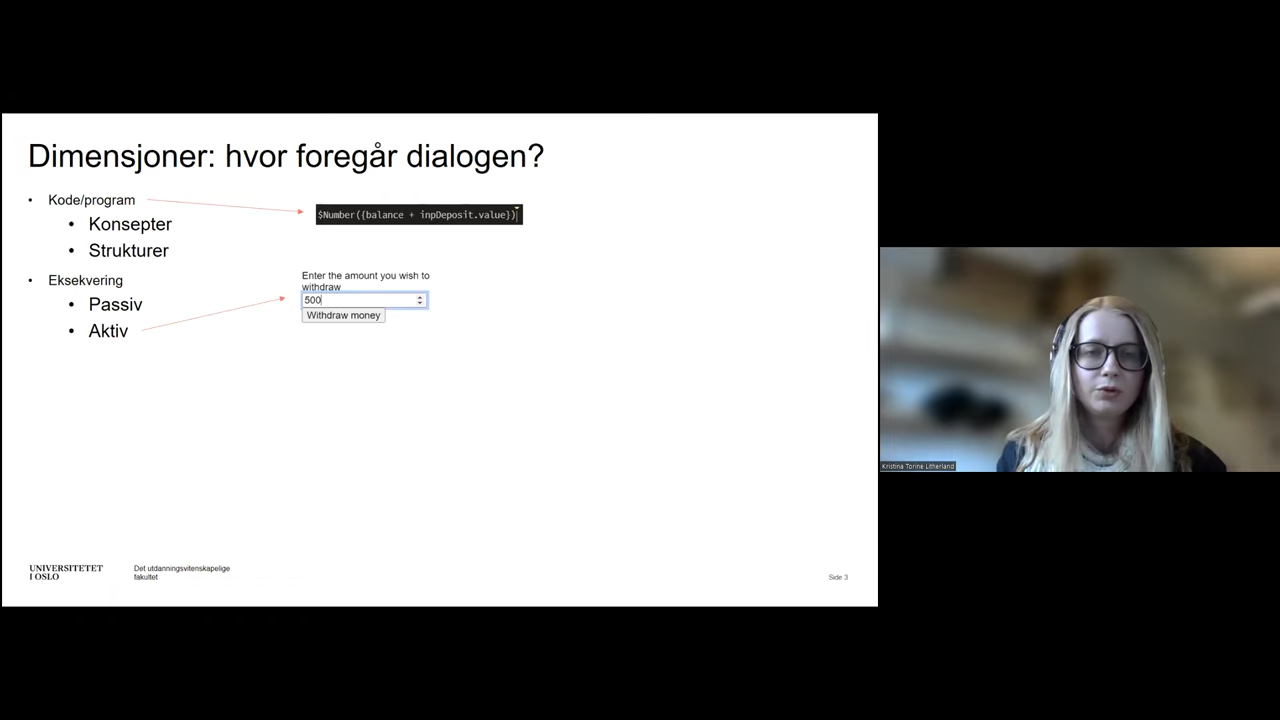 Dimensjoner: hvor foregår dialogen?
• Kode/program
• Konsepter
• Strukturer
• Eksekvering
• Passiv
• Aktiv
$Number({balance + inpDeposit.value})
Enter the amount you wish to
withdraw
500
Withdraw money
UNIVERSITETET
I OSLO
Det utdanningsvitenskapelige
fakultet
Side 3
Kristina Torine Litherland